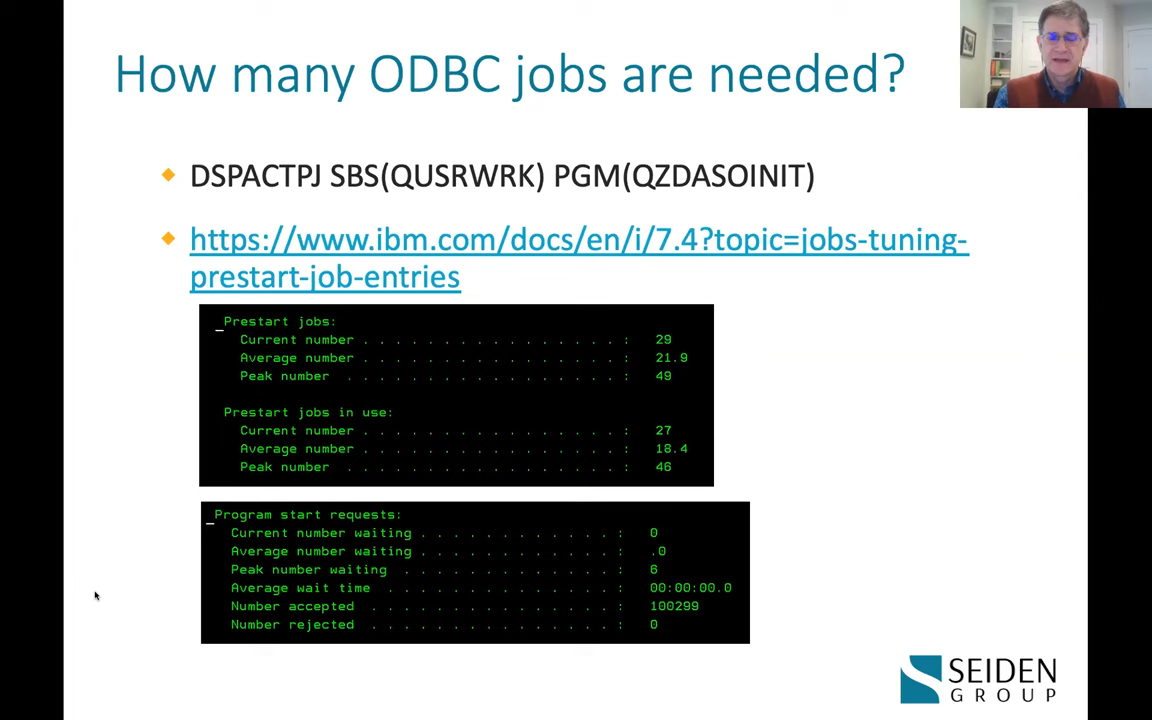 How many ODBC jobs are needed?
DSPACTPJ SBS(QUSRWRK) PGM(QZDASOINIT)
https://www.ibm.com/docs/en/i/7.4?topic=jobs-tuning-
prestart-job-entries
Prestart jobs:
Current number . . . . . . . . . . . . . . . . . : 29
Average number . . . . . . . . . . . . . . . . . : 21.9
Peak number . . . . . . . . . . . . . . . . . . : 49
Prestart jobs in use:
Current number . . . . . . . . . . . . . . . . . : 27
Average number . . . . . . . . . . . . . . . . . : 18.4
Peak number . . . . . . . . . . . . . . . . . . : 46
Program start requests:
Current number waiting . . . . . . . . . . . . . : 0
Average number waiting . . . . . . . . . . . . . : .0
Peak number waiting . . . . . . . . . . . . . . : 6
Average wait time . . . . . . . . . . . . . . . : 00:00:00.0
Number accepted . . . . . . . . . . . . . . . . : 100299
Number rejected . . . . . . . . . . . . . . . . : 0
SEIDEN
GROUP